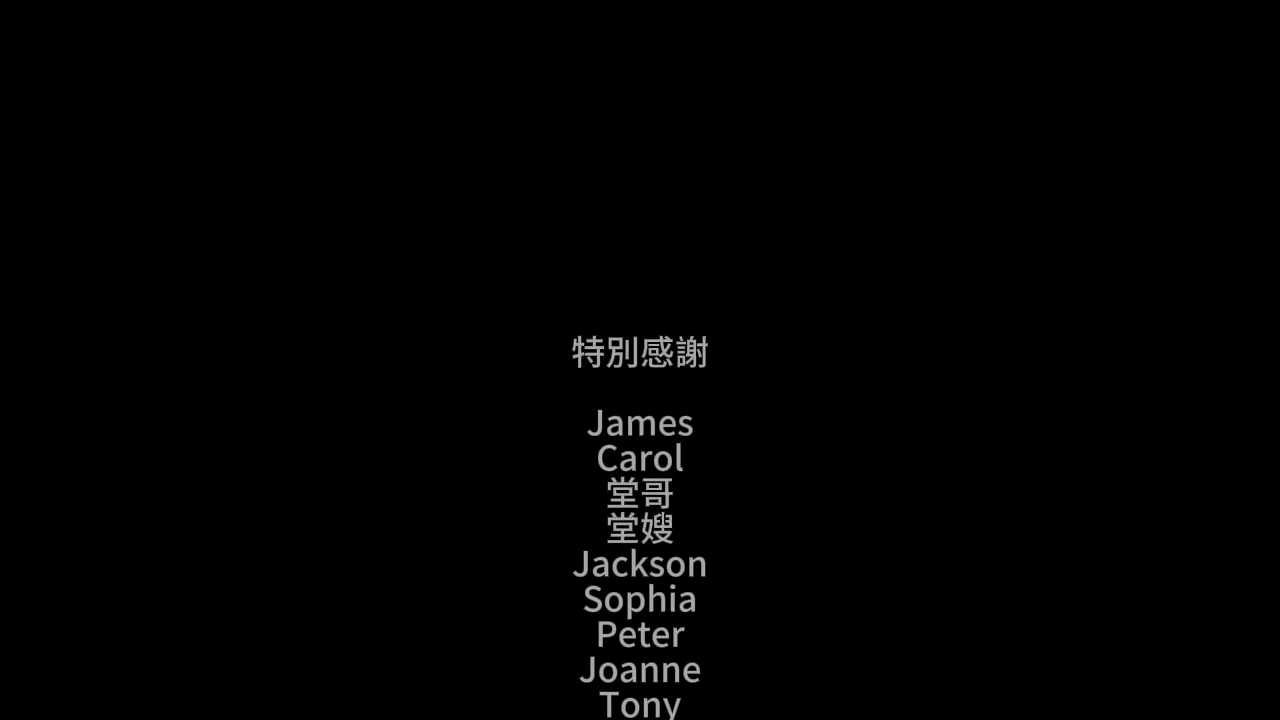 特別感謝
James
Carol
堂哥
堂嫂
Jackson
Sophia
Peter
Joanne
Tony